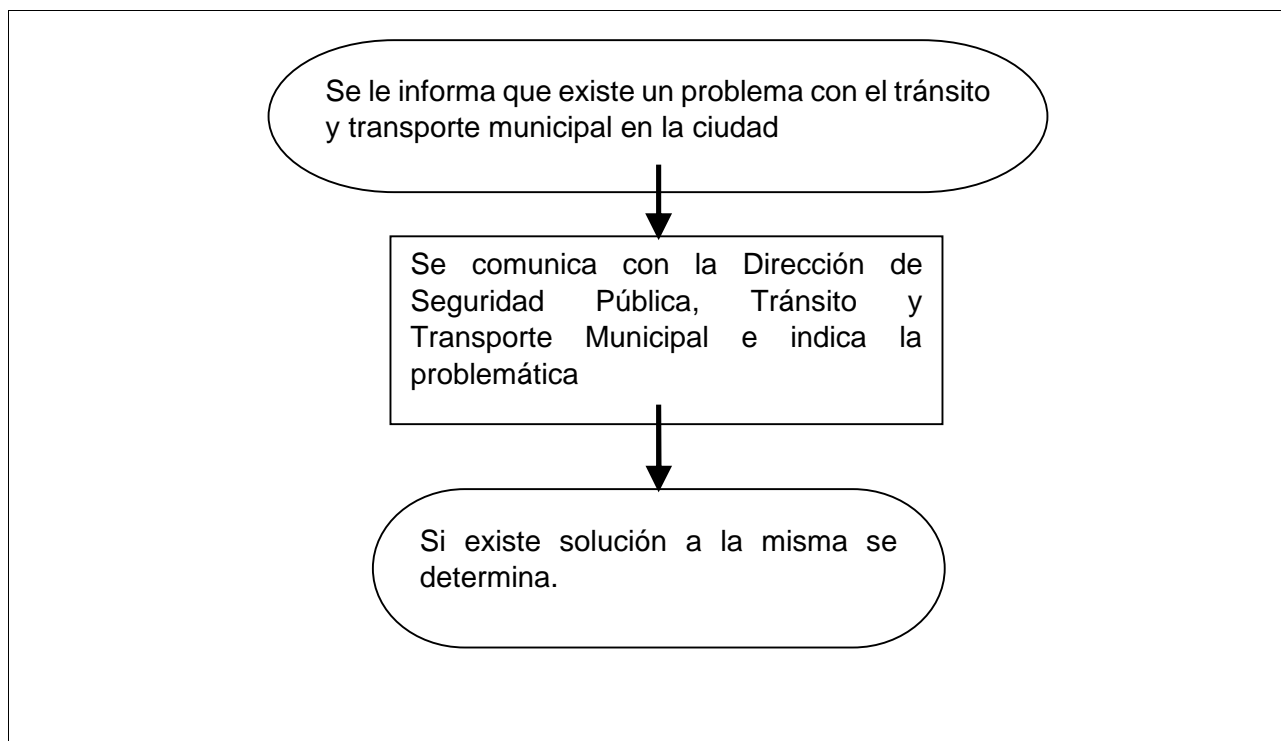 Se le informa que existe un problema con el tránsito
y transporte municipal en la ciudad
Se comunica con la Dirección de
Seguridad Pública, Tránsito y
Transporte Municipal e indica la
problemática
Si existe solución a la misma se
determina.